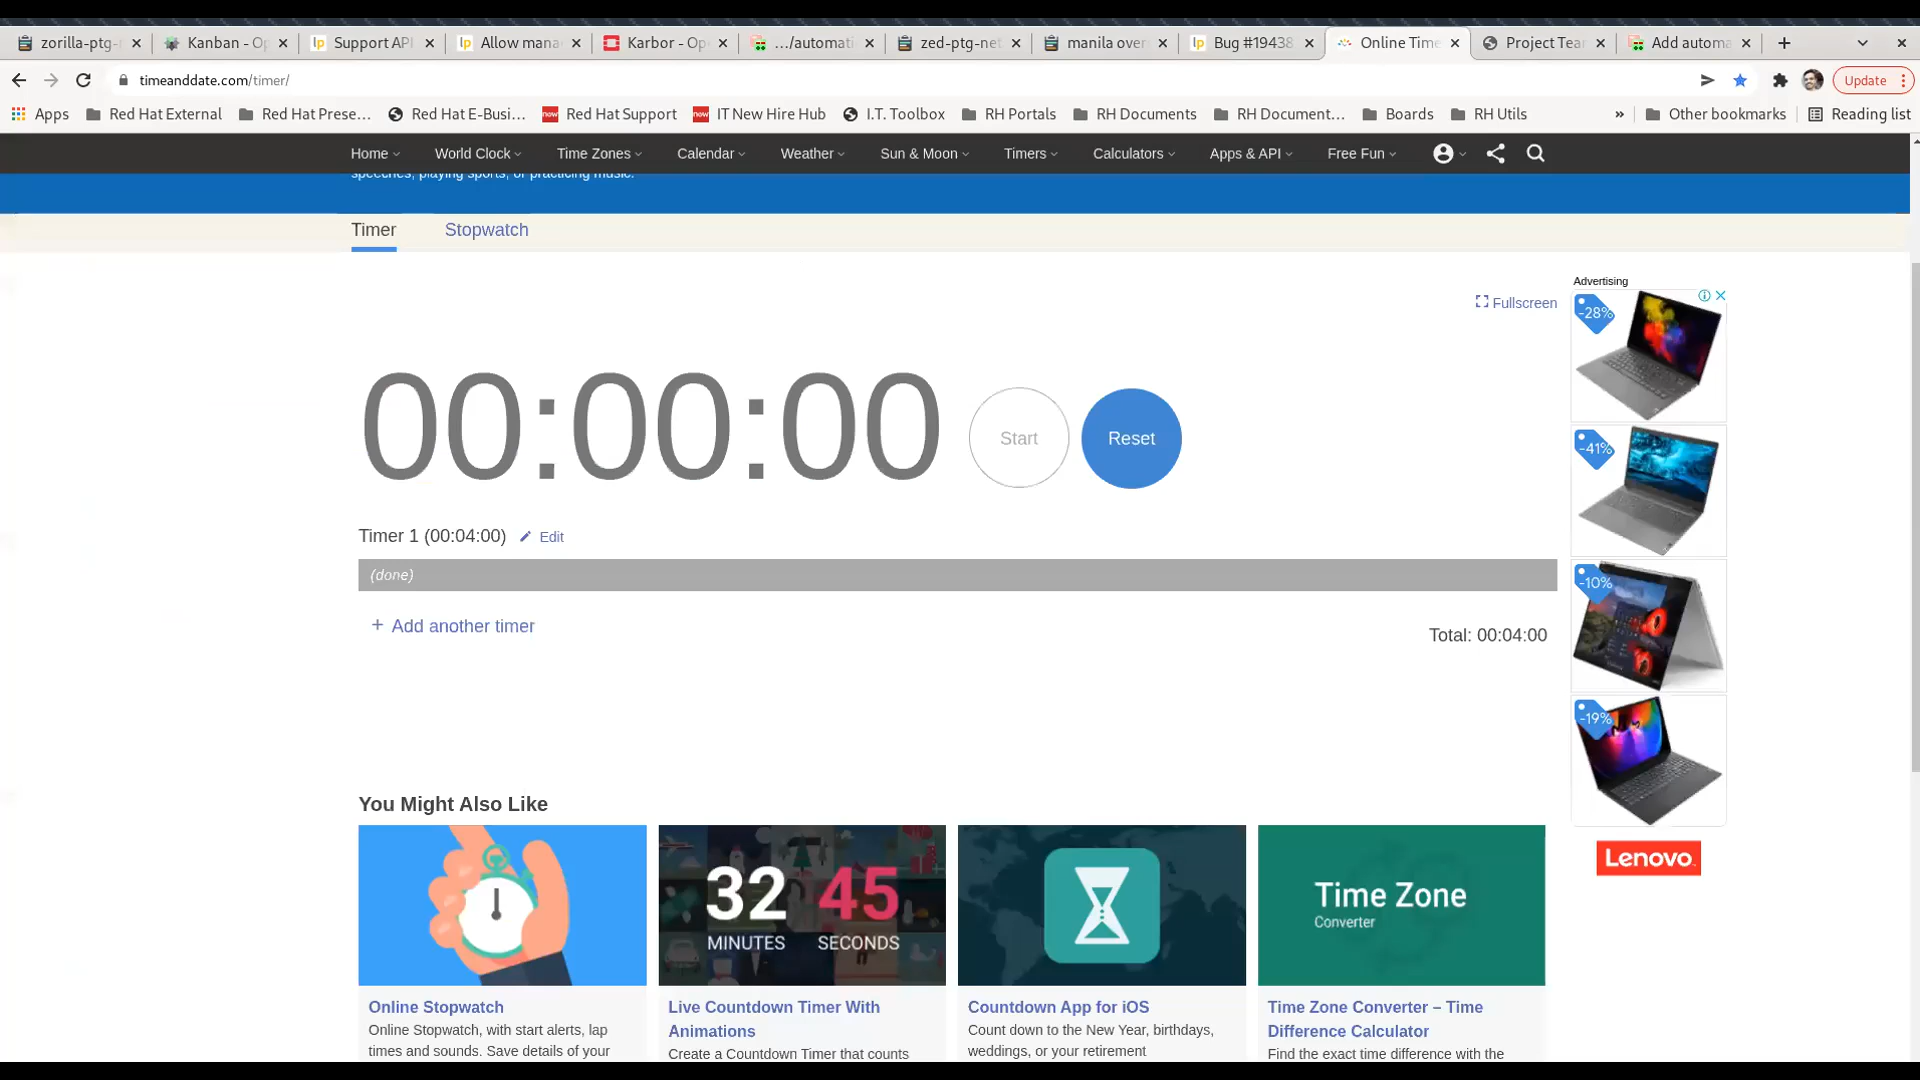 zorilla-ptg-
Kanban - Op
Support API
Allow mana
Karbor - Op
.../automati
zed-ptg-net
manila over
Bug #19438
Online Time
Project Tea
Add automa
timeanddate.com/timer/
Update
Apps
Red Hat External
Red Hat Prese...
Red Hat E-Busi...
now
Red Hat Support
now
IT New Hire Hub
I.T. Toolbox
RH Portals
RH Documents
RH Document...
Boards
RH Utils
»
Other bookmarks
Reading list
Home
World Clock
Time Zones
Calendar
Weather
Sun & Moon
Timers
Calculators
Apps & API
Free Fun
speeches, playing sports, or practicing music.
Timer
Stopwatch
Advertising
Fullscreen
-28%
00:00:00
Start
Reset
-41%
Timer 1 (00:04:00)
Edit
(done)
-10%
+ Add another timer
Total: 00:04:00
-19%
You Might Also Like
32
MINUTES
45
SECONDS
Time Zone
Converter
Lenovo
Online Stopwatch
Online Stopwatch, with start alerts, lap
times and sounds. Save details of your
Live Countdown Timer With
Animations
Create a Countdown Timer that counts
Countdown App for iOS
Count down to the New Year, birthdays,
weddings, or your retirement
Time Zone Converter – Time
Difference Calculator
Find the exact time difference with the